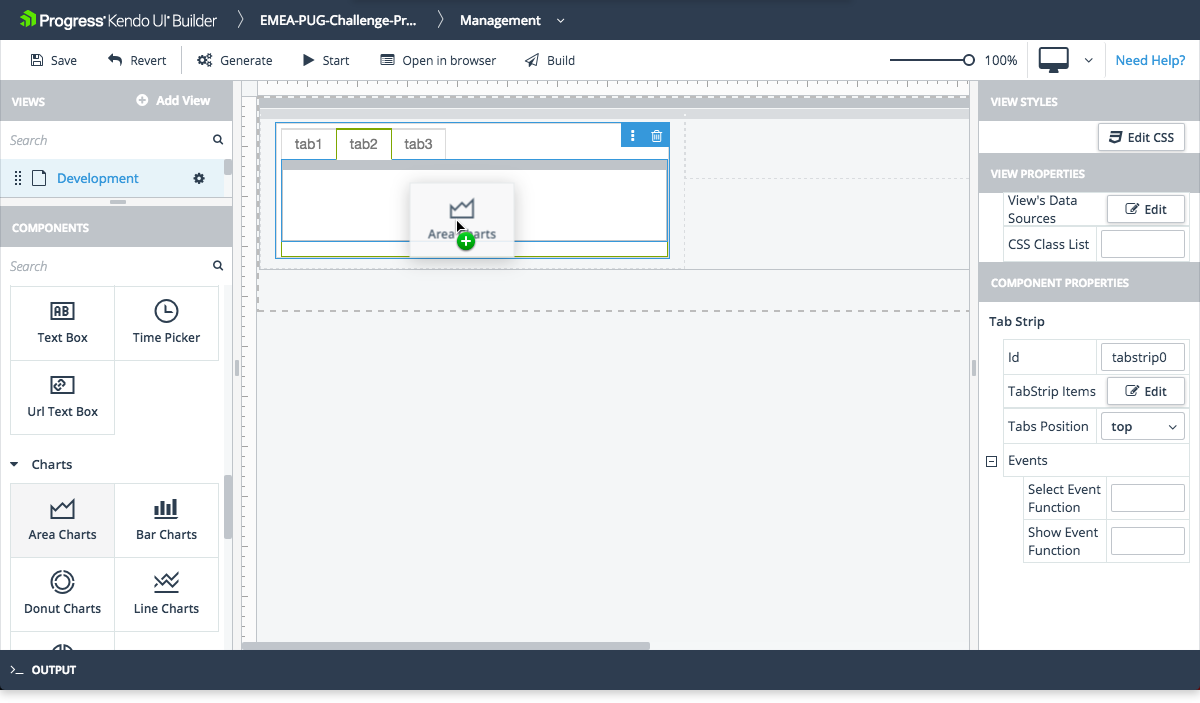 Progress® Kendo UI® Builder
EMEA-PUG-Challenge-Pr...
Management
Save
Revert
Generate
Start
Open in browser
Build
100%
Need Help?
VIEWS
Add View
Search
Development
COMPONENTS
Search
AB
Text Box
Time Picker
Url Text Box
Charts
Area Charts
Bar Charts
Donut Charts
Line Charts
tab1
tab2
tab3
Area Charts
VIEW STYLES
Edit CSS
VIEW PROPERTIES
View's Data
Sources
Edit
CSS Class List
COMPONENT PROPERTIES
Tab Strip
Id
tabstrip0
TabStrip Items
Edit
Tabs Position
top
Events
Select Event
Function
Show Event
Function
>_ OUTPUT